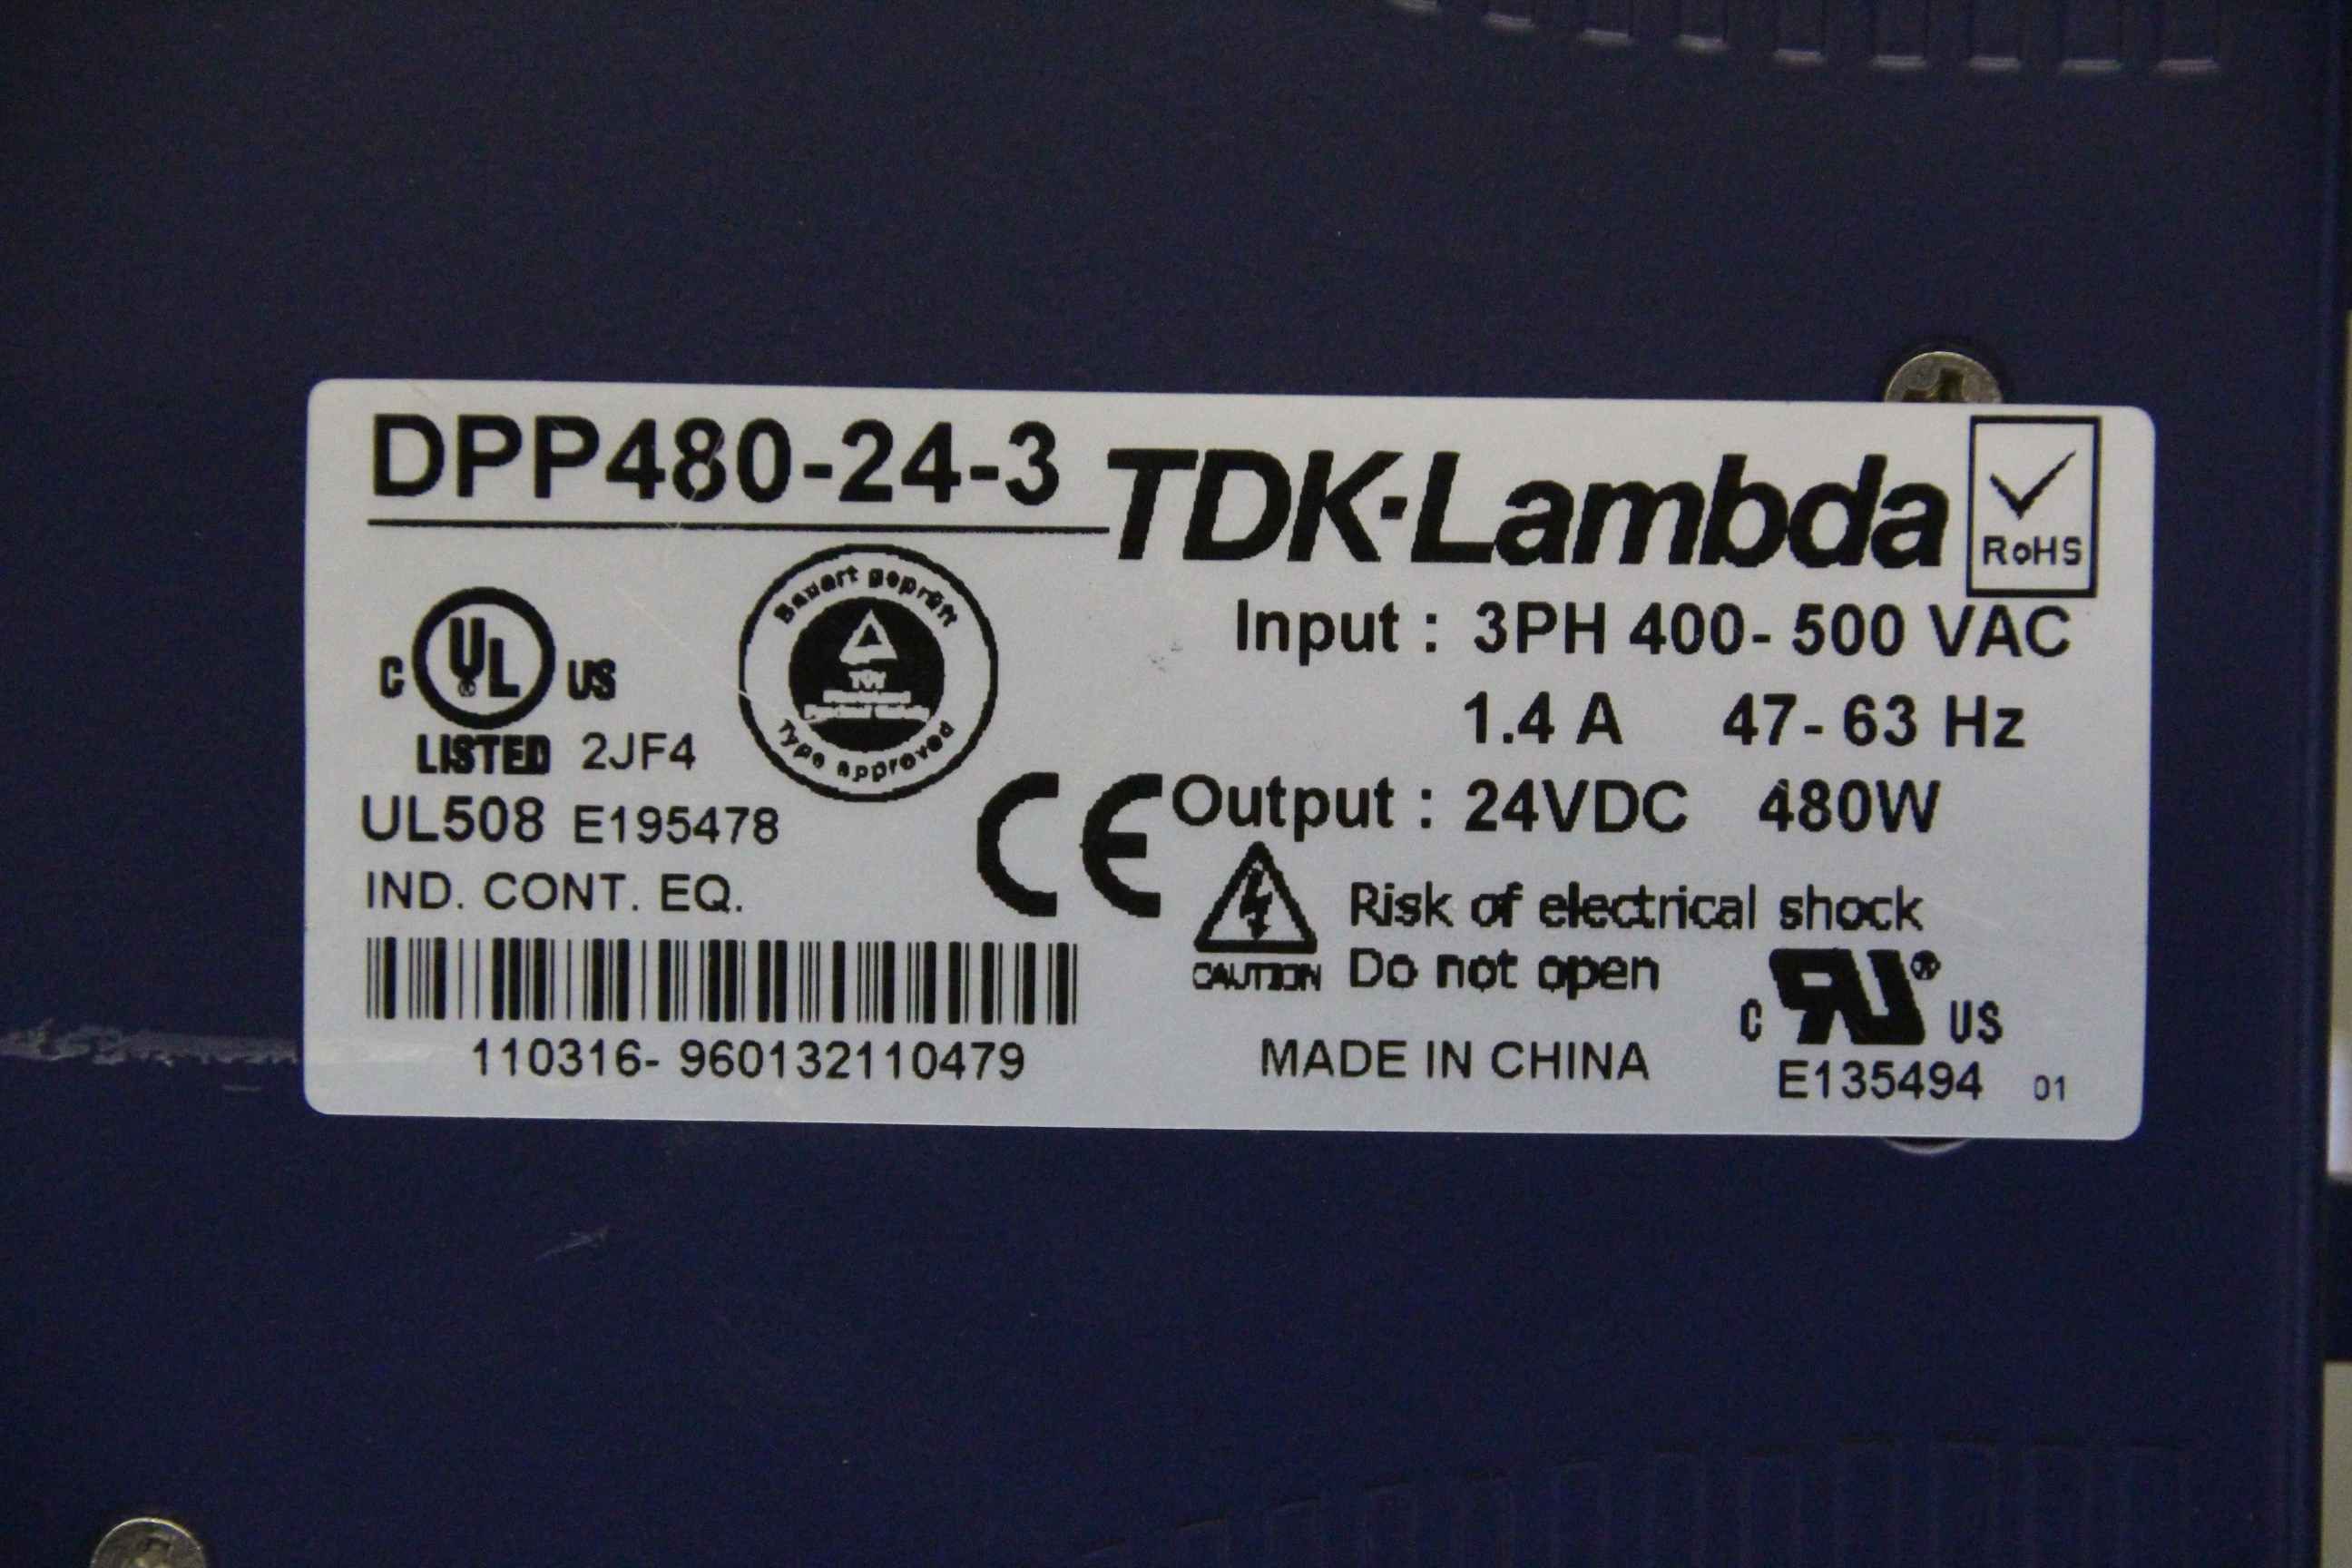 DPP480-24-3
TDK·Lambda
RoHS
C UL ® US
LISTED 2JF4
Bauart geprüft
TÜV
Type approved
UL508 E195478
IND. CONT. EQ.
CE
Input : 3PH 400- 500 VAC
1.4 A 47- 63 Hz
Output : 24VDC 480W
CAUTION
Risk of electrical shock
Do not open
110316- 960132110479
MADE IN CHINA
C RU ® US
E135494 01